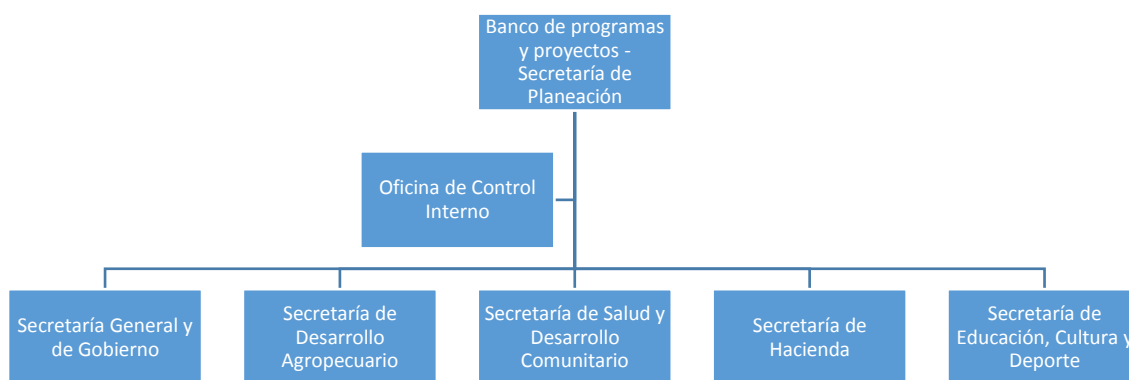 Banco de programas
y proyectos -
Secretaría de
Planeación
Oficina de Control
Interno
Secretaría General y
de Gobierno
Secretaría de
Desarrollo
Agropecuario
Secretaría de Salud y
Desarrollo
Comunitario
Secretaría de
Hacienda
Secretaría de
Educación, Cultura y
Deporte